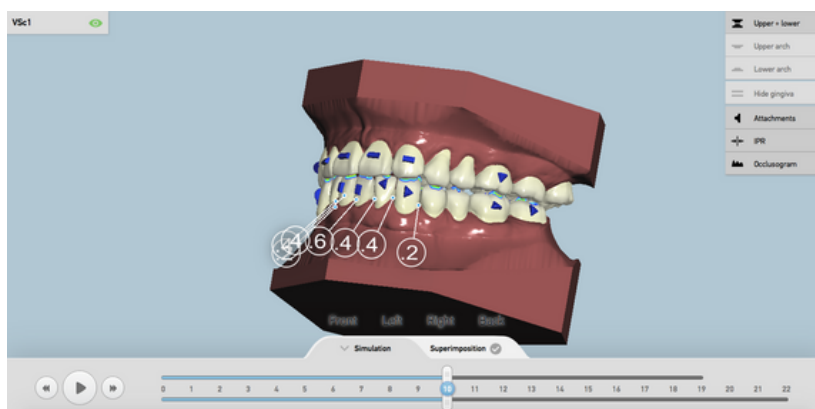 VSc1
Upper + lower
Upper arch
Lower arch
Hide gingiva
Attachments
IPR
Occlusogram
.4 .6 .4 .4 .2
Front Left Right Back
Simulation Superimposition
0 1 2 3 4 5 6 7 8 9 10 11 12 13 14 15 16 17 18 19 20 21 22